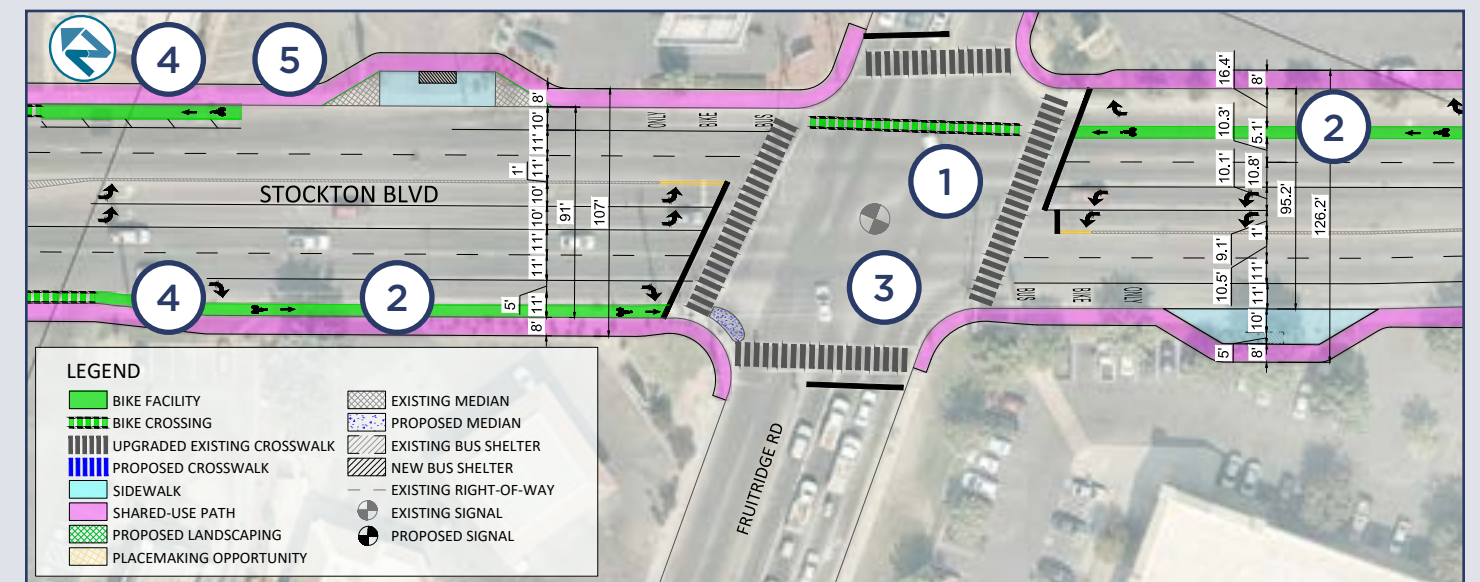 4
5
8'
10'
11'
11'
1'
10'
10'
11'
11'
5'
11'
8'
91'
107'
ONLY
BIKE
BUS
STOCKTON BLVD
4
2
1
3
2
16.4'
8'
10.3'
5.1'
10.1'
10.8'
95.2'
126.2'
1'
9.1'
11'
10.5'
11'
10'
5'
8'
BUS
BIKE
ONLY
FRUITRIDGE RD
LEGEND
BIKE FACILITY
BIKE CROSSING
UPGRADED EXISTING CROSSWALK
PROPOSED CROSSWALK
SIDEWALK
SHARED-USE PATH
PROPOSED LANDSCAPING
PLACEMAKING OPPORTUNITY
EXISTING MEDIAN
PROPOSED MEDIAN
EXISTING BUS SHELTER
NEW BUS SHELTER
EXISTING RIGHT-OF-WAY
EXISTING SIGNAL
PROPOSED SIGNAL